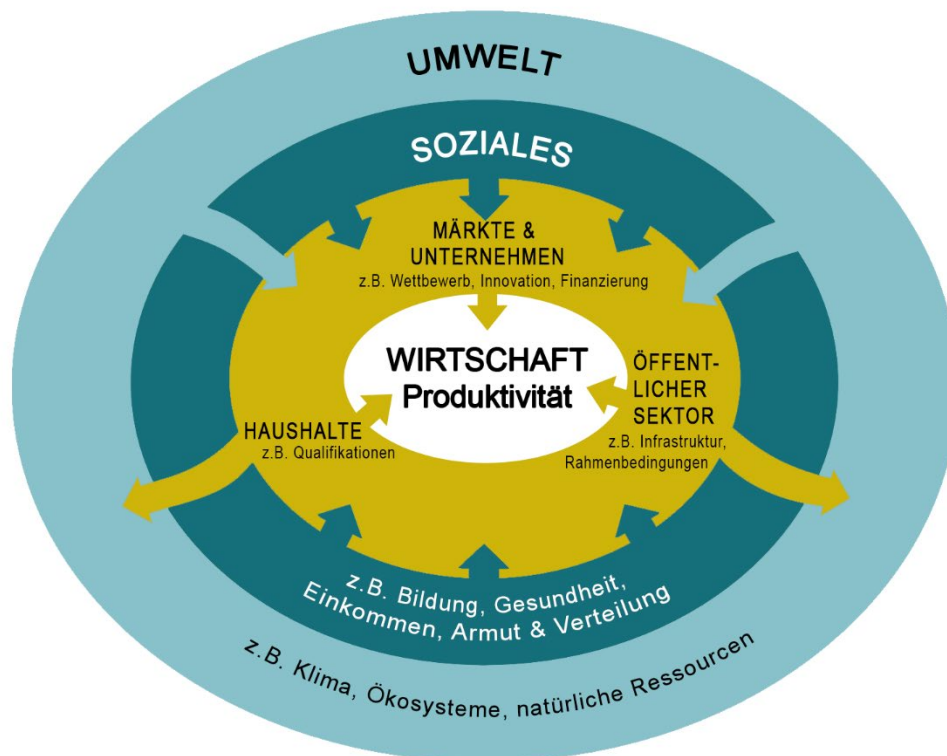 UMWELT
SOZIALES
MÄRKTE &
UNTERNEHMEN
z.B. Wettbewerb, Innovation, Finanzierung
WIRTSCHAFT
Produktivität
ÖFFENT-
LICHER
SEKTOR
z.B. Infrastruktur,
Rahmenbedingungen
HAUSHALTE
z.B. Qualifikationen
z.B. Bildung, Gesundheit,
Einkommen, Armut & Verteilung
z.B. Klima, Ökosysteme, natürliche Ressourcen